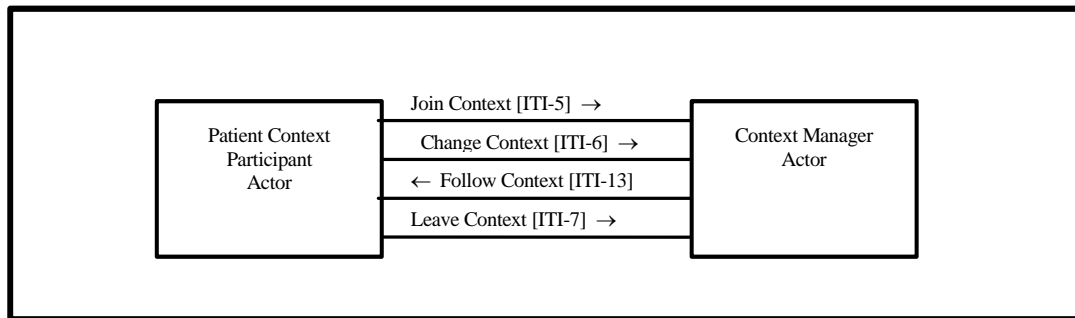 Join Context [ITI-5] →
Patient Context
Participant
Actor
Change Context [ITI-6] →
Context Manager
Actor
← Follow Context [ITI-13]
Leave Context [ITI-7] →